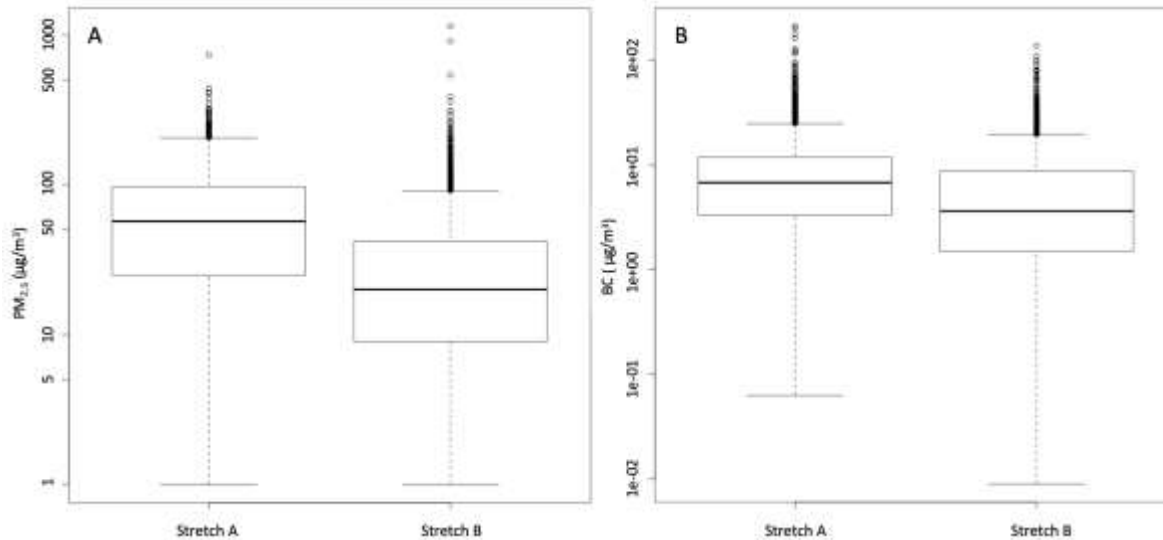 A
PM2.5 (µg/m³)
1000
500
100
50
10
5
1
Stretch A
Stretch B
B
BC ( µg/m³)
1e+02
1e+01
1e+00
1e-01
1e-02
Stretch A
Stretch B